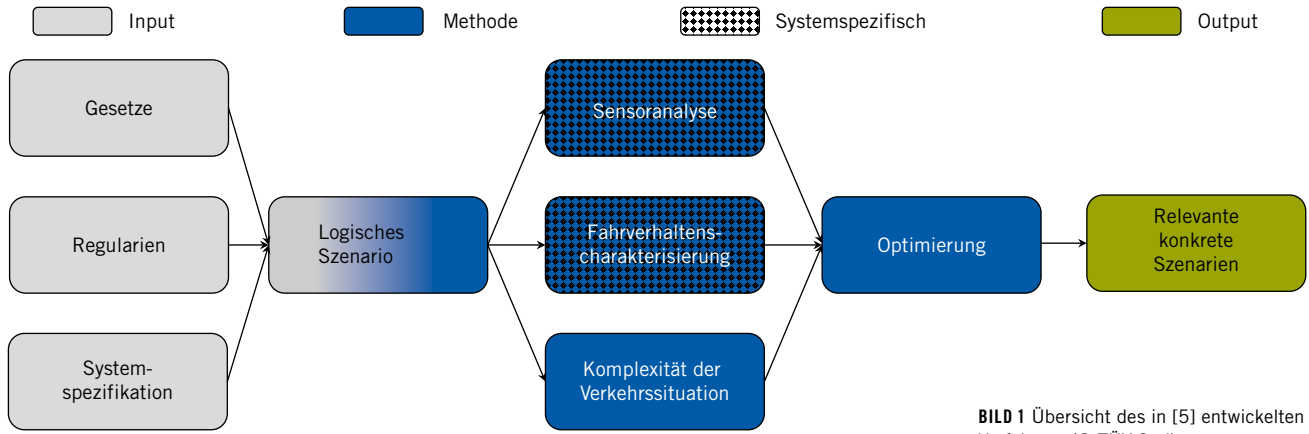 Input
Methode
Systemspezifisch
Output
Gesetze
Regularien
System-
spezifikation
Logisches
Szenario
Sensoranalyse
Fahrverhaltens-
charakterisierung
Komplexität der
Verkehrssituation
Optimierung
Relevante
konkrete
Szenarien
BILD 1 Übersicht des in [5] entwickelten